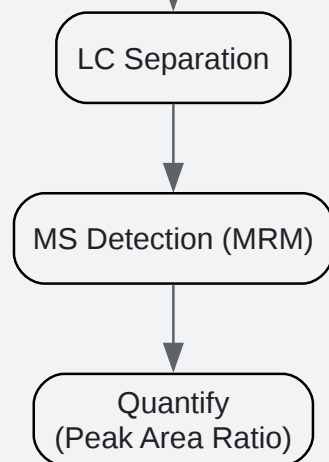 LC Separation
MS Detection (MRM)
Quantify
(Peak Area Ratio)